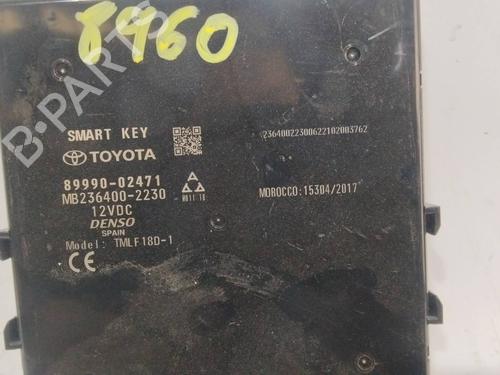 8960
B-PARTS
SMART KEY
TOYOTA
23640022300622102003762
89990-02471
MB236400-2230
12VDC
MOROCCO:15304/2017
DENSO
SPAIN
Model: TMLF18D-1
CE